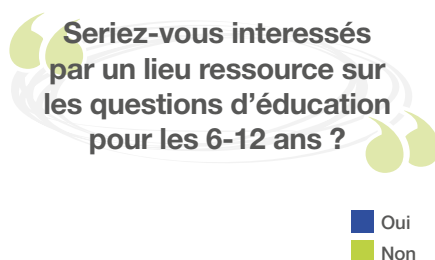 Seriez-vous interessés
par un lieu ressource sur
les questions d’éducation
pour les 6-12 ans ?
Oui
Non